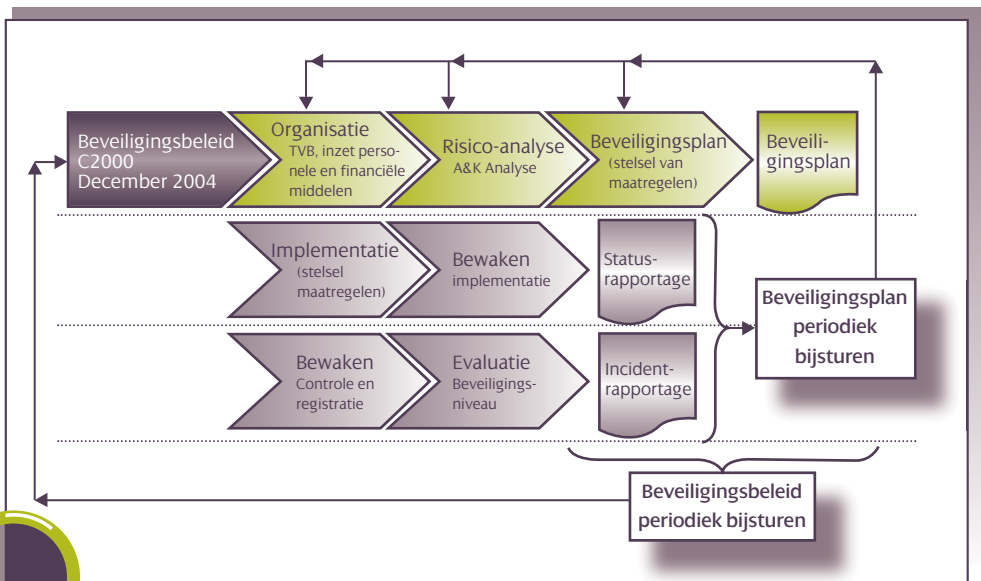 Beveiligingsbeleid
C2000
December 2004
Organisatie
TVB, inzet perso-
nele en financiële
middelen
Risico-analyse
A&K Analyse
Beveiligingsplan
(stelsel van
maatregelen)
Beveili-
gingsplan
Implementatie
(stelsel
maatregelen)
Bewaken
implementatie
Status-
rapportage
Beveiligingsplan
periodiek
bijsturen
Bewaken
Controle en
registratie
Evaluatie
Beveiligings-
niveau
Incident-
rapportage
Beveiligingsbeleid
periodiek bijsturen